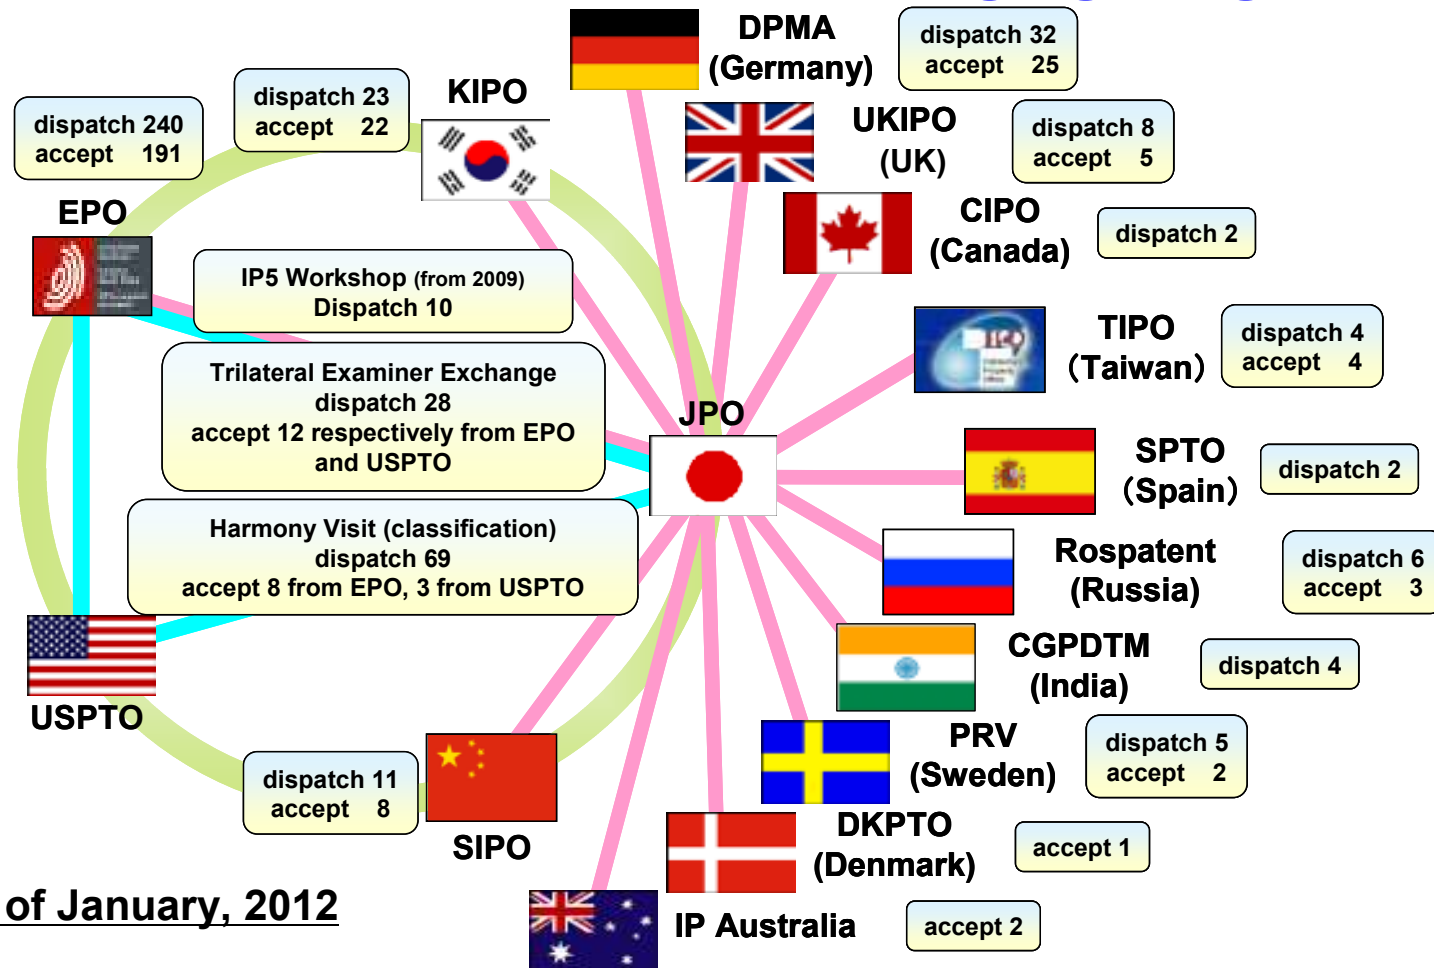 DPMA
(Germany)
dispatch 32
accept 25
KIPO
dispatch 23
accept 22
dispatch 240
accept 191
UKIPO
(UK)
dispatch 8
accept 5
EPO
CIPO
(Canada)
dispatch 2
IP5 Workshop (from 2009)
Dispatch 10
TIPO
（Taiwan）
dispatch 4
accept 4
Trilateral Examiner Exchange
dispatch 28
accept 12 respectively from EPO
and USPTO
JPO
SPTO
（Spain）
dispatch 2
Harmony Visit (classification)
dispatch 69
accept 8 from EPO, 3 from USPTO
Rospatent
(Russia)
dispatch 6
accept 3
CGPDTM
(India)
dispatch 4
USPTO
PRV
(Sweden)
dispatch 5
accept 2
dispatch 11
accept 8
SIPO
DKPTO
(Denmark)
accept 1
of January, 2012
IP Australia
accept 2